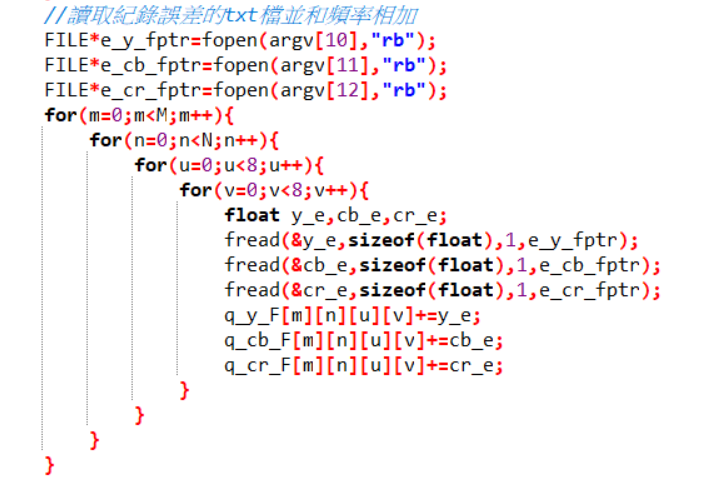 //讀取紀錄誤差的txt檔並和頻率相加
FILE*e_y_fptr=fopen(argv[10],"rb");
FILE*e_cb_fptr=fopen(argv[11],"rb");
FILE*e_cr_fptr=fopen(argv[12],"rb");
for(m=0;m<M;m++){
    for(n=0;n<N;n++){
        for(u=0;u<8;u++){
            for(v=0;v<8;v++){
                float y_e,cb_e,cr_e;
                fread(&y_e,sizeof(float),1,e_y_fptr);
                fread(&cb_e,sizeof(float),1,e_cb_fptr);
                fread(&cr_e,sizeof(float),1,e_cr_fptr);
                q_y_F[m][n][u][v]+=y_e;
                q_cb_F[m][n][u][v]+=cb_e;
                q_cr_F[m][n][u][v]+=cr_e;
            }
        }
    }
}